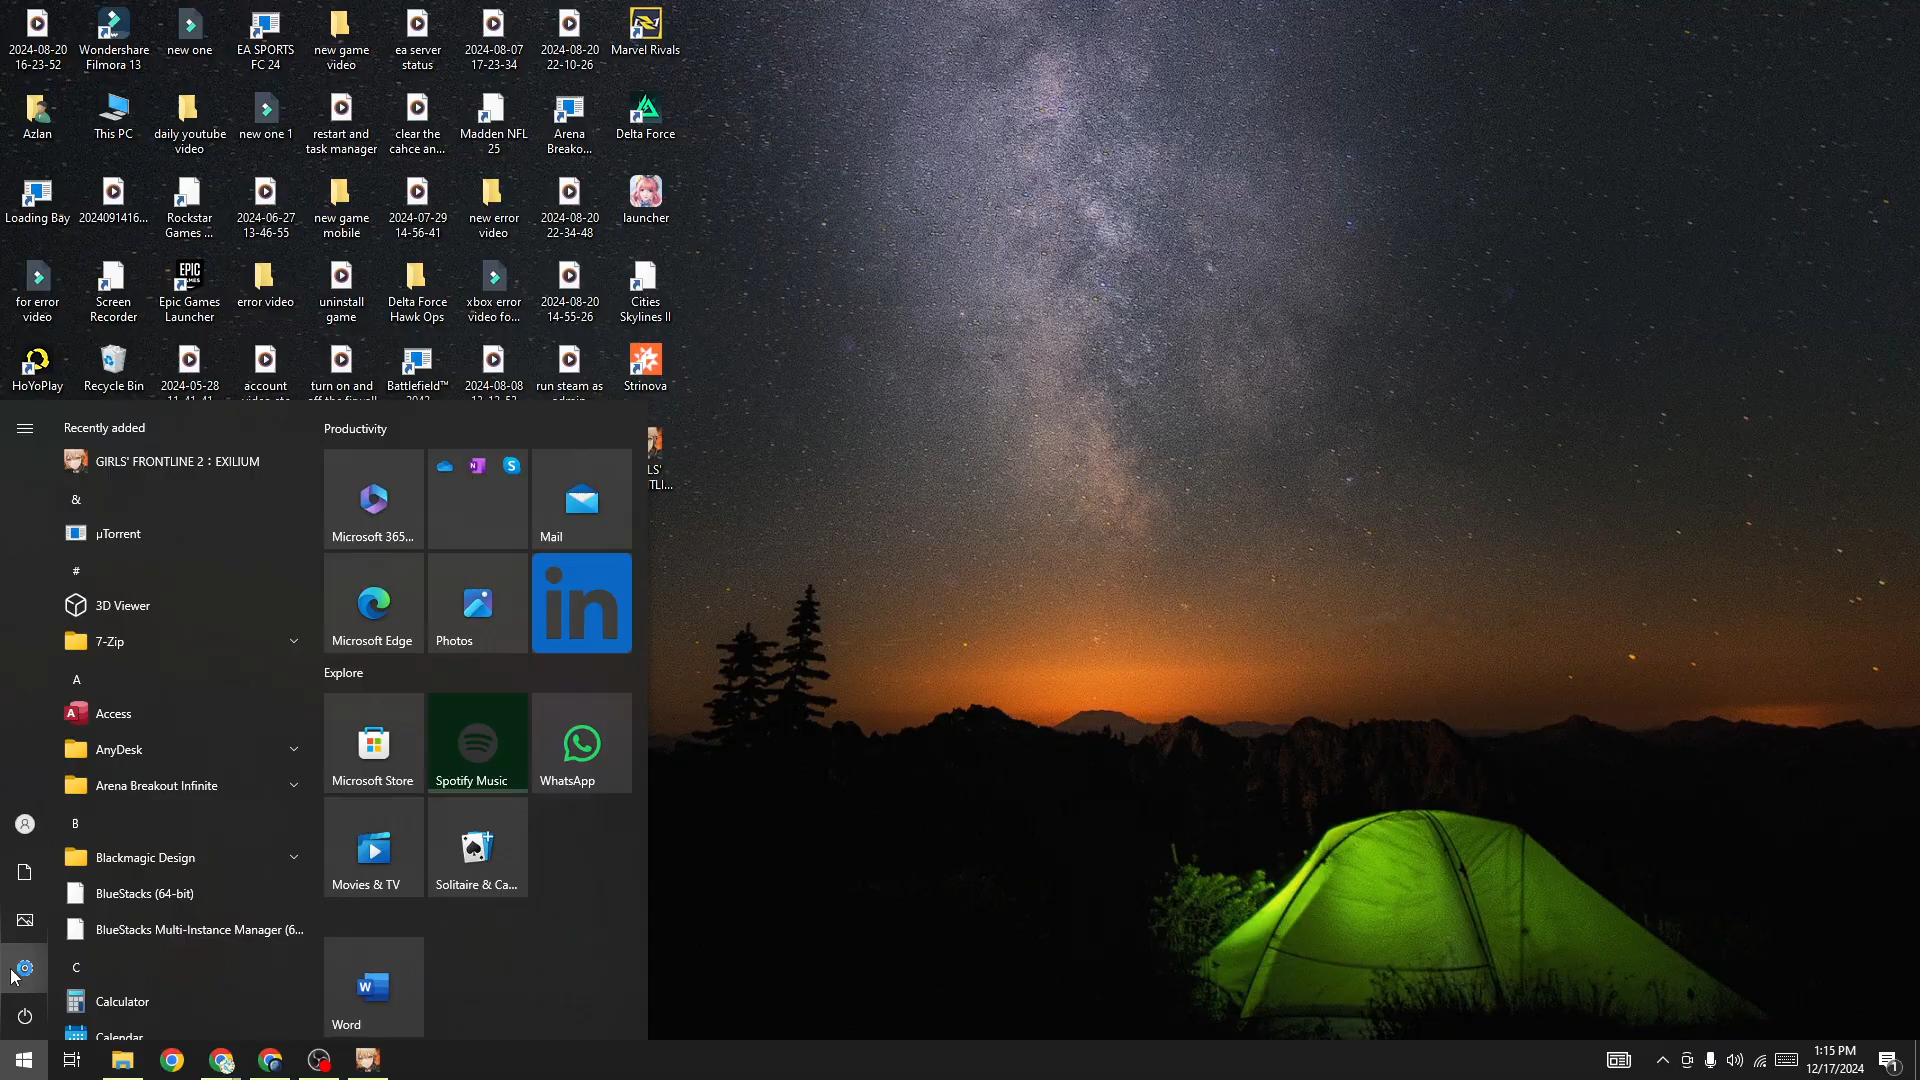 2024-08-20
16-23-52
Wondershare
Filmora 13
new one
EA SPORTS
FC 24
new game
video
ea server
status
2024-08-07
17-23-34
2024-08-20
22-10-26
Marvel Rivals
Azlan
This PC
daily youtube
video
new one 1
restart and
task manager
clear the
cahce an...
Madden NFL
25
Arena
Breako...
Delta Force
Loading Bay
2024091416...
Rockstar
Games ...
2024-06-27
13-46-55
new game
mobile
2024-07-29
14-56-41
new error
video
2024-08-20
22-34-48
launcher
for error
video
Screen
Recorder
EPIC
GAMES
Epic Games
Launcher
error video
uninstall
game
Delta Force
Hawk Ops
xbox error
video fo...
2024-08-20
14-55-26
Cities
Skylines II
HoYoPlay
Recycle Bin
2024-05-28
account
turn on and
Battlefield™
2024-08-08
run steam as
Strinova
LS'
TLI...
Recently added
GIRLS' FRONTLINE 2：EXILIUM
&
µTorrent
#
3D Viewer
7-Zip
A
Access
AnyDesk
Arena Breakout Infinite
B
Blackmagic Design
BlueStacks (64-bit)
BlueStacks Multi-Instance Manager (6...
C
Calculator
Calendar
Productivity
Microsoft 365...
Mail
Microsoft Edge
Photos
in
Explore
Microsoft Store
Spotify Music
WhatsApp
Movies & TV
Solitaire & Ca...
Word
1:15 PM
12/17/2024
1